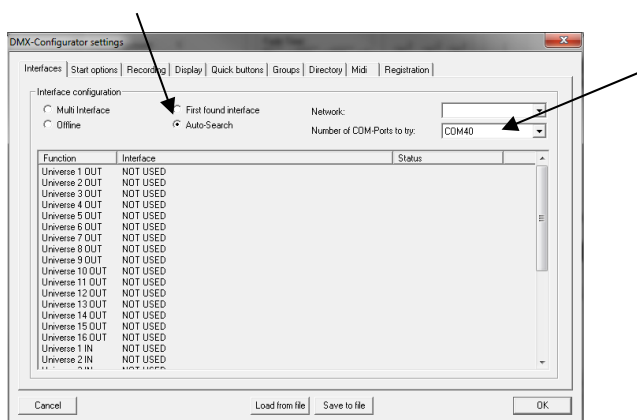 DMX-Configurator settings
Interfaces Start options Recording Display Quick buttons Groups Directory Midi Registration
Interface configuration
Multi Interface First found interface Network:
Offline Auto-Search Number of COM-Ports to try: COM40
Function Interface Status
Universe 1 OUT NOT USED
Universe 2 OUT NOT USED
Universe 3 OUT NOT USED
Universe 4 OUT NOT USED
Universe 5 OUT NOT USED
Universe 6 OUT NOT USED
Universe 7 OUT NOT USED
Universe 8 OUT NOT USED
Universe 9 OUT NOT USED
Universe 10 OUT NOT USED
Universe 11 OUT NOT USED
Universe 12 OUT NOT USED
Universe 13 OUT NOT USED
Universe 14 OUT NOT USED
Universe 15 OUT NOT USED
Universe 16 OUT NOT USED
Universe 1 IN NOT USED
Universe 2 IN NOT USED
Cancel Load from file Save to file OK